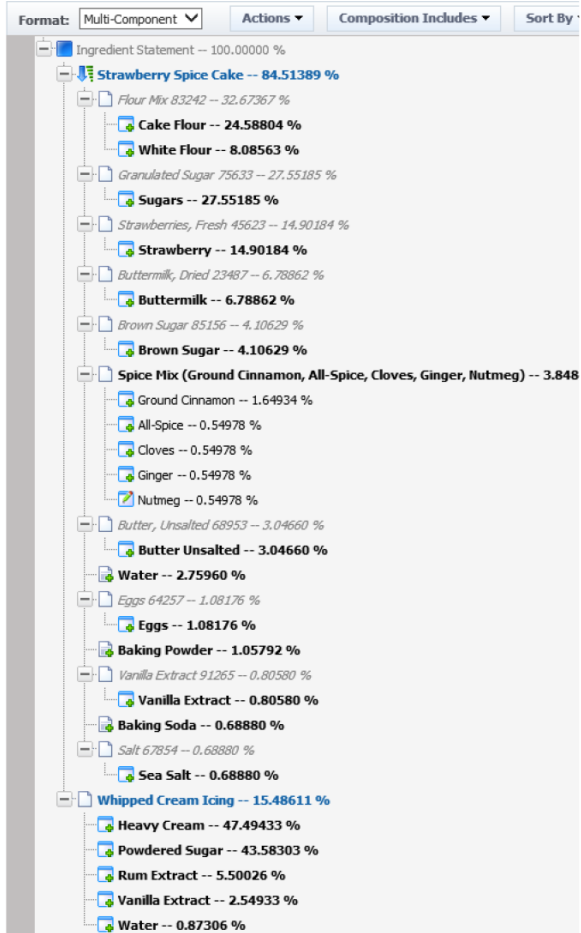 Format: Multi-Component Actions Composition Includes Sort By
Ingredient Statement -- 100.00000 %
Strawberry Spice Cake -- 84.51389 %
Flour Mix 83242 -- 32.67367 %
Cake Flour -- 24.58804 %
White Flour -- 8.08563 %
Granulated Sugar 75633 -- 27.55185 %
Sugars -- 27.55185 %
Strawberries, Fresh 45623 -- 14.90184 %
Strawberry -- 14.90184 %
Buttermilk, Dried 23487 -- 6.78862 %
Buttermilk -- 6.78862 %
Brown Sugar 85156 -- 4.10629 %
Brown Sugar -- 4.10629 %
Spice Mix (Ground Cinnamon, All-Spice, Cloves, Ginger, Nutmeg) -- 3.848
Ground Cinnamon -- 1.64934 %
All-Spice -- 0.54978 %
Cloves -- 0.54978 %
Ginger -- 0.54978 %
Nutmeg -- 0.54978 %
Butter, Unsalted 68953 -- 3.04660 %
Butter Unsalted -- 3.04660 %
Water -- 2.75960 %
Eggs 64257 -- 1.08176 %
Eggs -- 1.08176 %
Baking Powder -- 1.05792 %
Vanilla Extract 91265 -- 0.80580 %
Vanilla Extract -- 0.80580 %
Baking Soda -- 0.68880 %
Salt 67854 -- 0.68880 %
Sea Salt -- 0.68880 %
Whipped Cream Icing -- 15.48611 %
Heavy Cream -- 47.49433 %
Powdered Sugar -- 43.58303 %
Rum Extract -- 5.50026 %
Vanilla Extract -- 2.54933 %
Water -- 0.87306 %